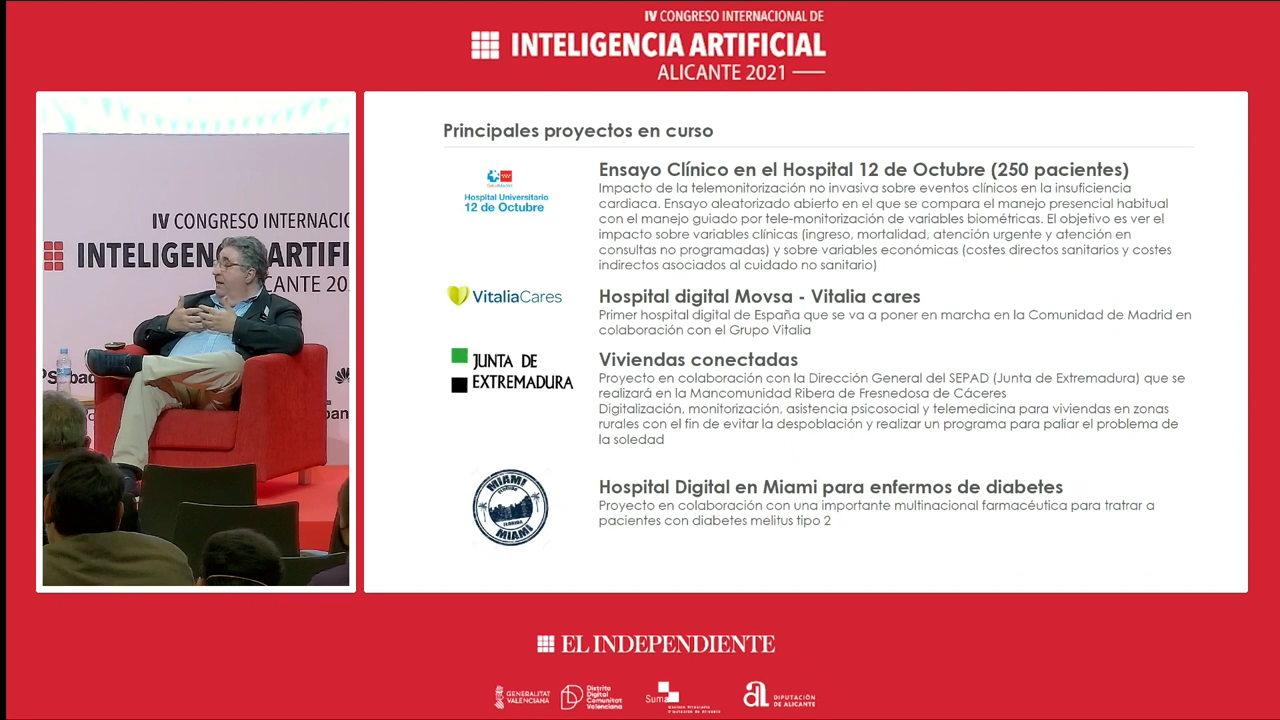 IV CONGRESO INTERNACIONAL DE
INTELIGENCIA ARTIFICIAL
ALICANTE 2021
IV CONGRESO INTERNACIO
INTELIGEN ARTIFI
CANTE 20
Principales proyectos en curso
SaludMadrid
Hospital Universitario
12 de Octubre
Ensayo Clínico en el Hospital 12 de Octubre (250 pacientes)
Impacto de la telemonitorización no invasiva sobre eventos clínicos en la insuficiencia
cardiaca. Ensayo aleatorizado abierto en el que se compara el manejo presencial habitual
con el manejo guiado por tele-monitorización de variables biométricas. El objetivo es ver el
impacto sobre variables clínicas (ingreso, mortalidad, atención urgente y atención en
consultas no programadas) y sobre variables económicas (costes directos sanitarios y costes
indirectos asociados al cuidado no sanitario)
VitaliaCares
Hospital digital Movsa - Vitalia cares
Primer hospital digital de España que se va a poner en marcha en la Comunidad de Madrid en
colaboración con el Grupo Vitalia
JUNTA DE
EXTREMADURA
Viviendas conectadas
Proyecto en colaboración con la Dirección General del SEPAD (Junta de Extremadura) que se
realizará en la Mancomunidad Ribera de Fresnedosa de Cáceres
Digitalización, monitorización, asistencia psicosocial y telemedicina para viviendas en zonas
rurales con el fin de evitar la despoblación y realizar un programa para paliar el problema de
la soledad
MIAMI
FLORIDA
MIAMI
Hospital Digital en Miami para enfermos de diabetes
Proyecto en colaboración con una importante multinacional farmacéutica para tratrar a
pacientes con diabetes melitus tipo 2
EL INDEPENDIENTE
GENERALITAT
VALENCIANA
Distrito
Digital
Comunitat
Valenciana
Suma
DIPUTACIÓN
DE ALICANTE